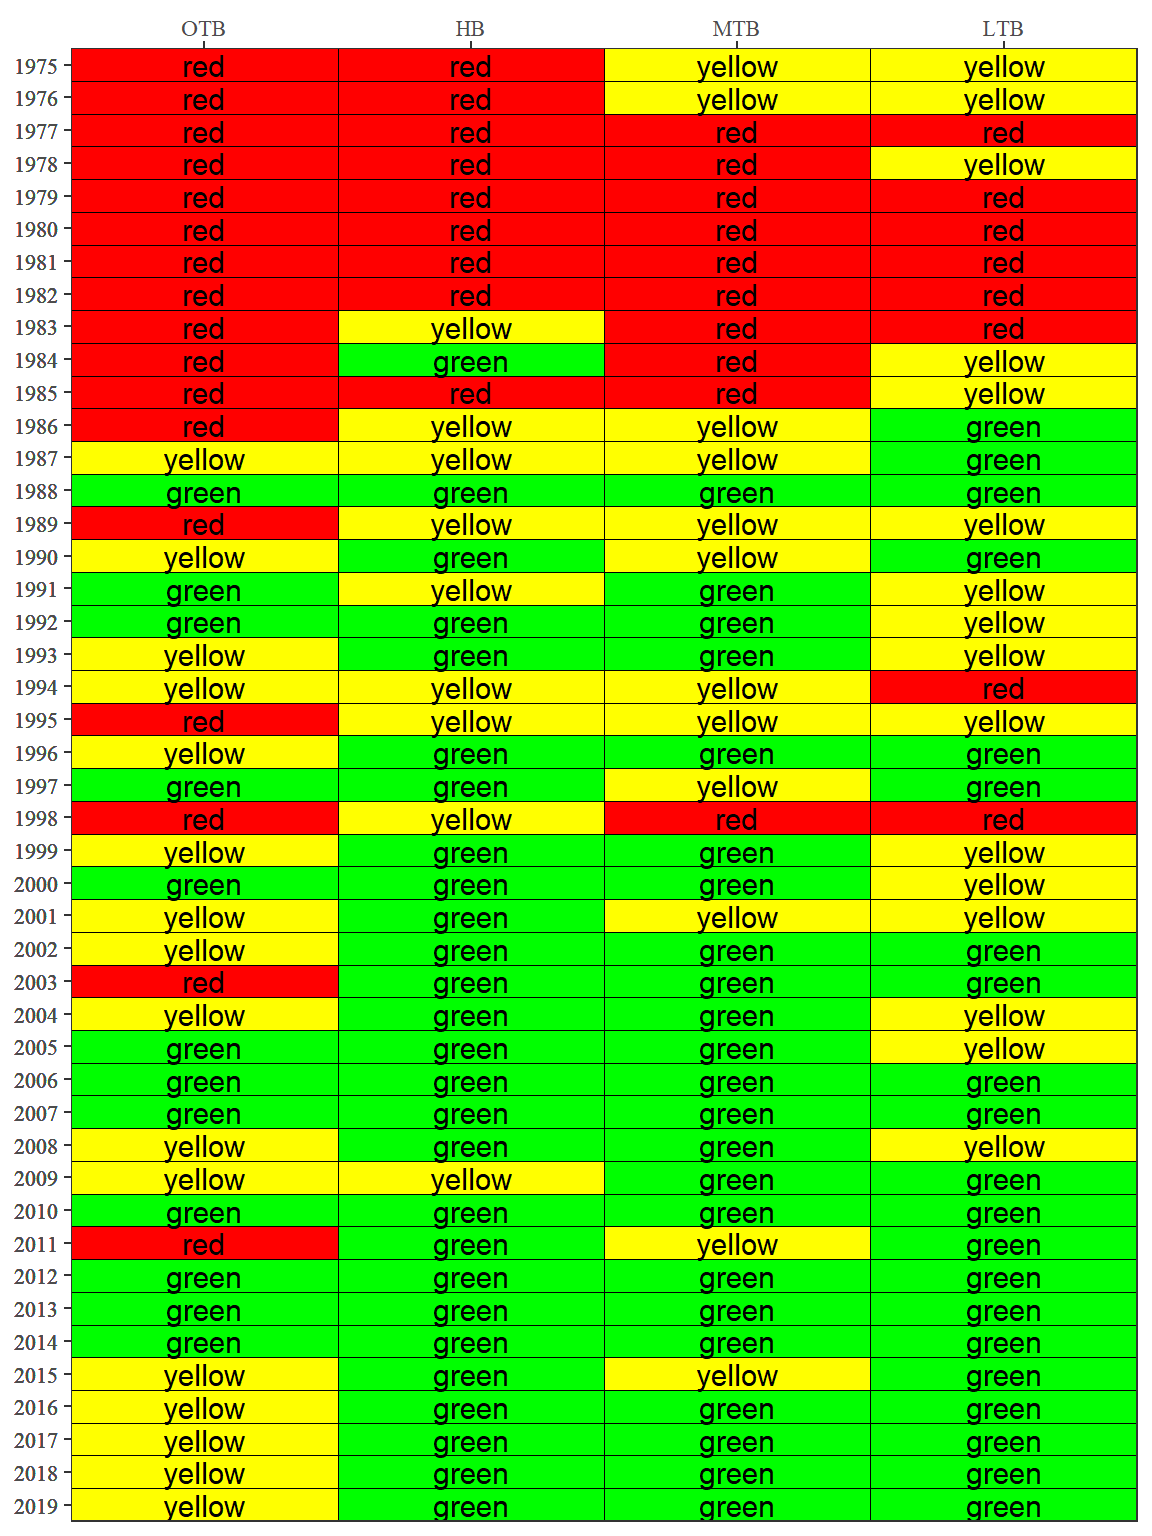 OTB HB MTB LTB
1975 red red yellow yellow
1976 red red yellow yellow
1977 red red red red
1978 red red red yellow
1979 red red red red
1980 red red red red
1981 red red red red
1982 red red red red
1983 red yellow red red
1984 red green red yellow
1985 red red red yellow
1986 red yellow yellow green
1987 yellow yellow yellow green
1988 green green green green
1989 red yellow yellow yellow
1990 yellow green yellow green
1991 green yellow green yellow
1992 green green green yellow
1993 yellow green green yellow
1994 yellow yellow yellow red
1995 red yellow yellow yellow
1996 yellow green green green
1997 green green yellow green
1998 red yellow red red
1999 yellow green green yellow
2000 green green green yellow
2001 yellow green yellow yellow
2002 yellow green green green
2003 red green green green
2004 yellow green green yellow
2005 green green green yellow
2006 green green green green
2007 green green green green
2008 yellow green green yellow
2009 yellow yellow green green
2010 green green green green
2011 red green yellow green
2012 green green green green
2013 green green green green
2014 green green green green
2015 yellow green yellow green
2016 yellow green green green
2017 yellow green green green
2018 yellow green green green
2019 yellow green green green